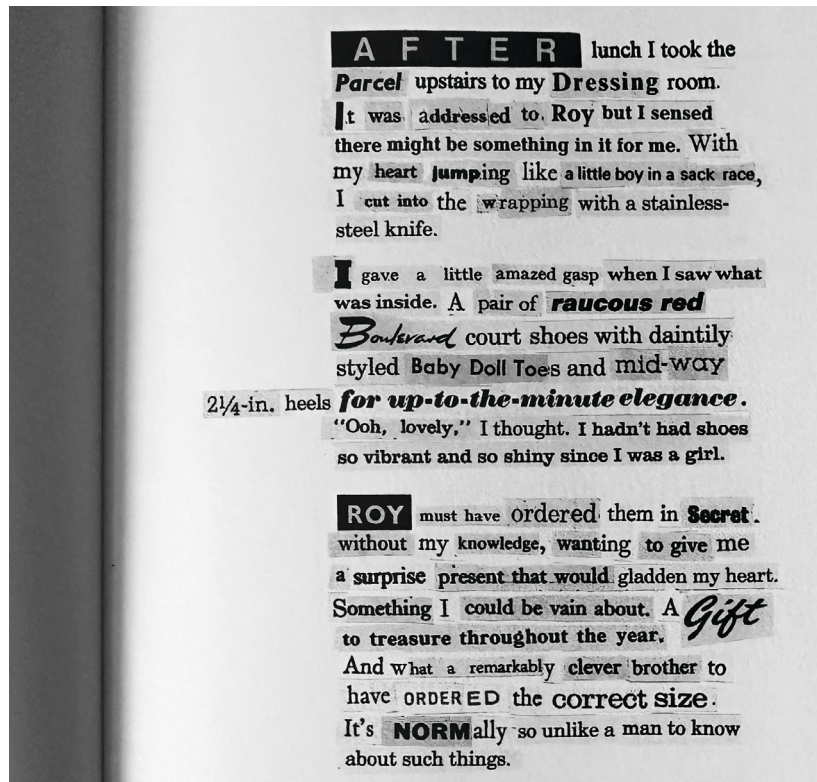 AFTER lunch I took the
Parcel upstairs to my Dressing room.
It was addressed to. Roy but I sensed
there might be something in it for me. With
my heart jumping like a little boy in a sack race,
I cut into the wrapping with a stainless-
steel knife.
I gave a little amazed gasp when I saw what
was inside. A pair of raucous red
Boulevard court shoes with daintily
styled Baby Doll Toes and mid-way
2¼-in. heels for up-to-the-minute elegance.
"Ooh, lovely," I thought. I hadn't had shoes
so vibrant and so shiny since I was a girl.
ROY must have ordered them in Secret.
without my knowledge, wanting to give me
a surprise present that would gladden my heart.
Something I could be vain about. A Gift
to treasure throughout the year.
And what a remarkably clever brother to
have ORDERED the correct size.
It's NORMally so unlike a man to know
about such things.